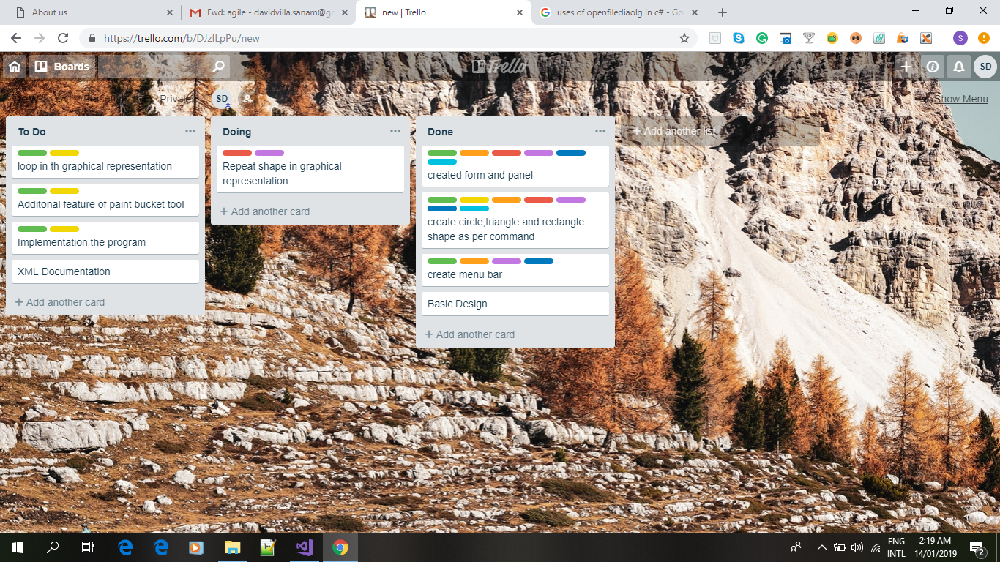 About us
Fwd: agile - davidvilla.sanam@gm
new | Trello
uses of openfilediaolg in c# - Goo
https://trello.com/b/DJzlLpPu/new
S
Boards
Trello
SD
Personal
Private
SD
Show Menu
To Do
loop in th graphical representation
Additonal feature of paint bucket tool
Implementation the program
XML Documentation
+ Add another card
Doing
Repeat shape in graphical
representation
+ Add another card
Done
created form and panel
create circle,triangle and rectangle
shape as per command
create menu bar
Basic Design
+ Add another card
+ Add another list
ENG
INTL
2:19 AM
14/01/2019
2